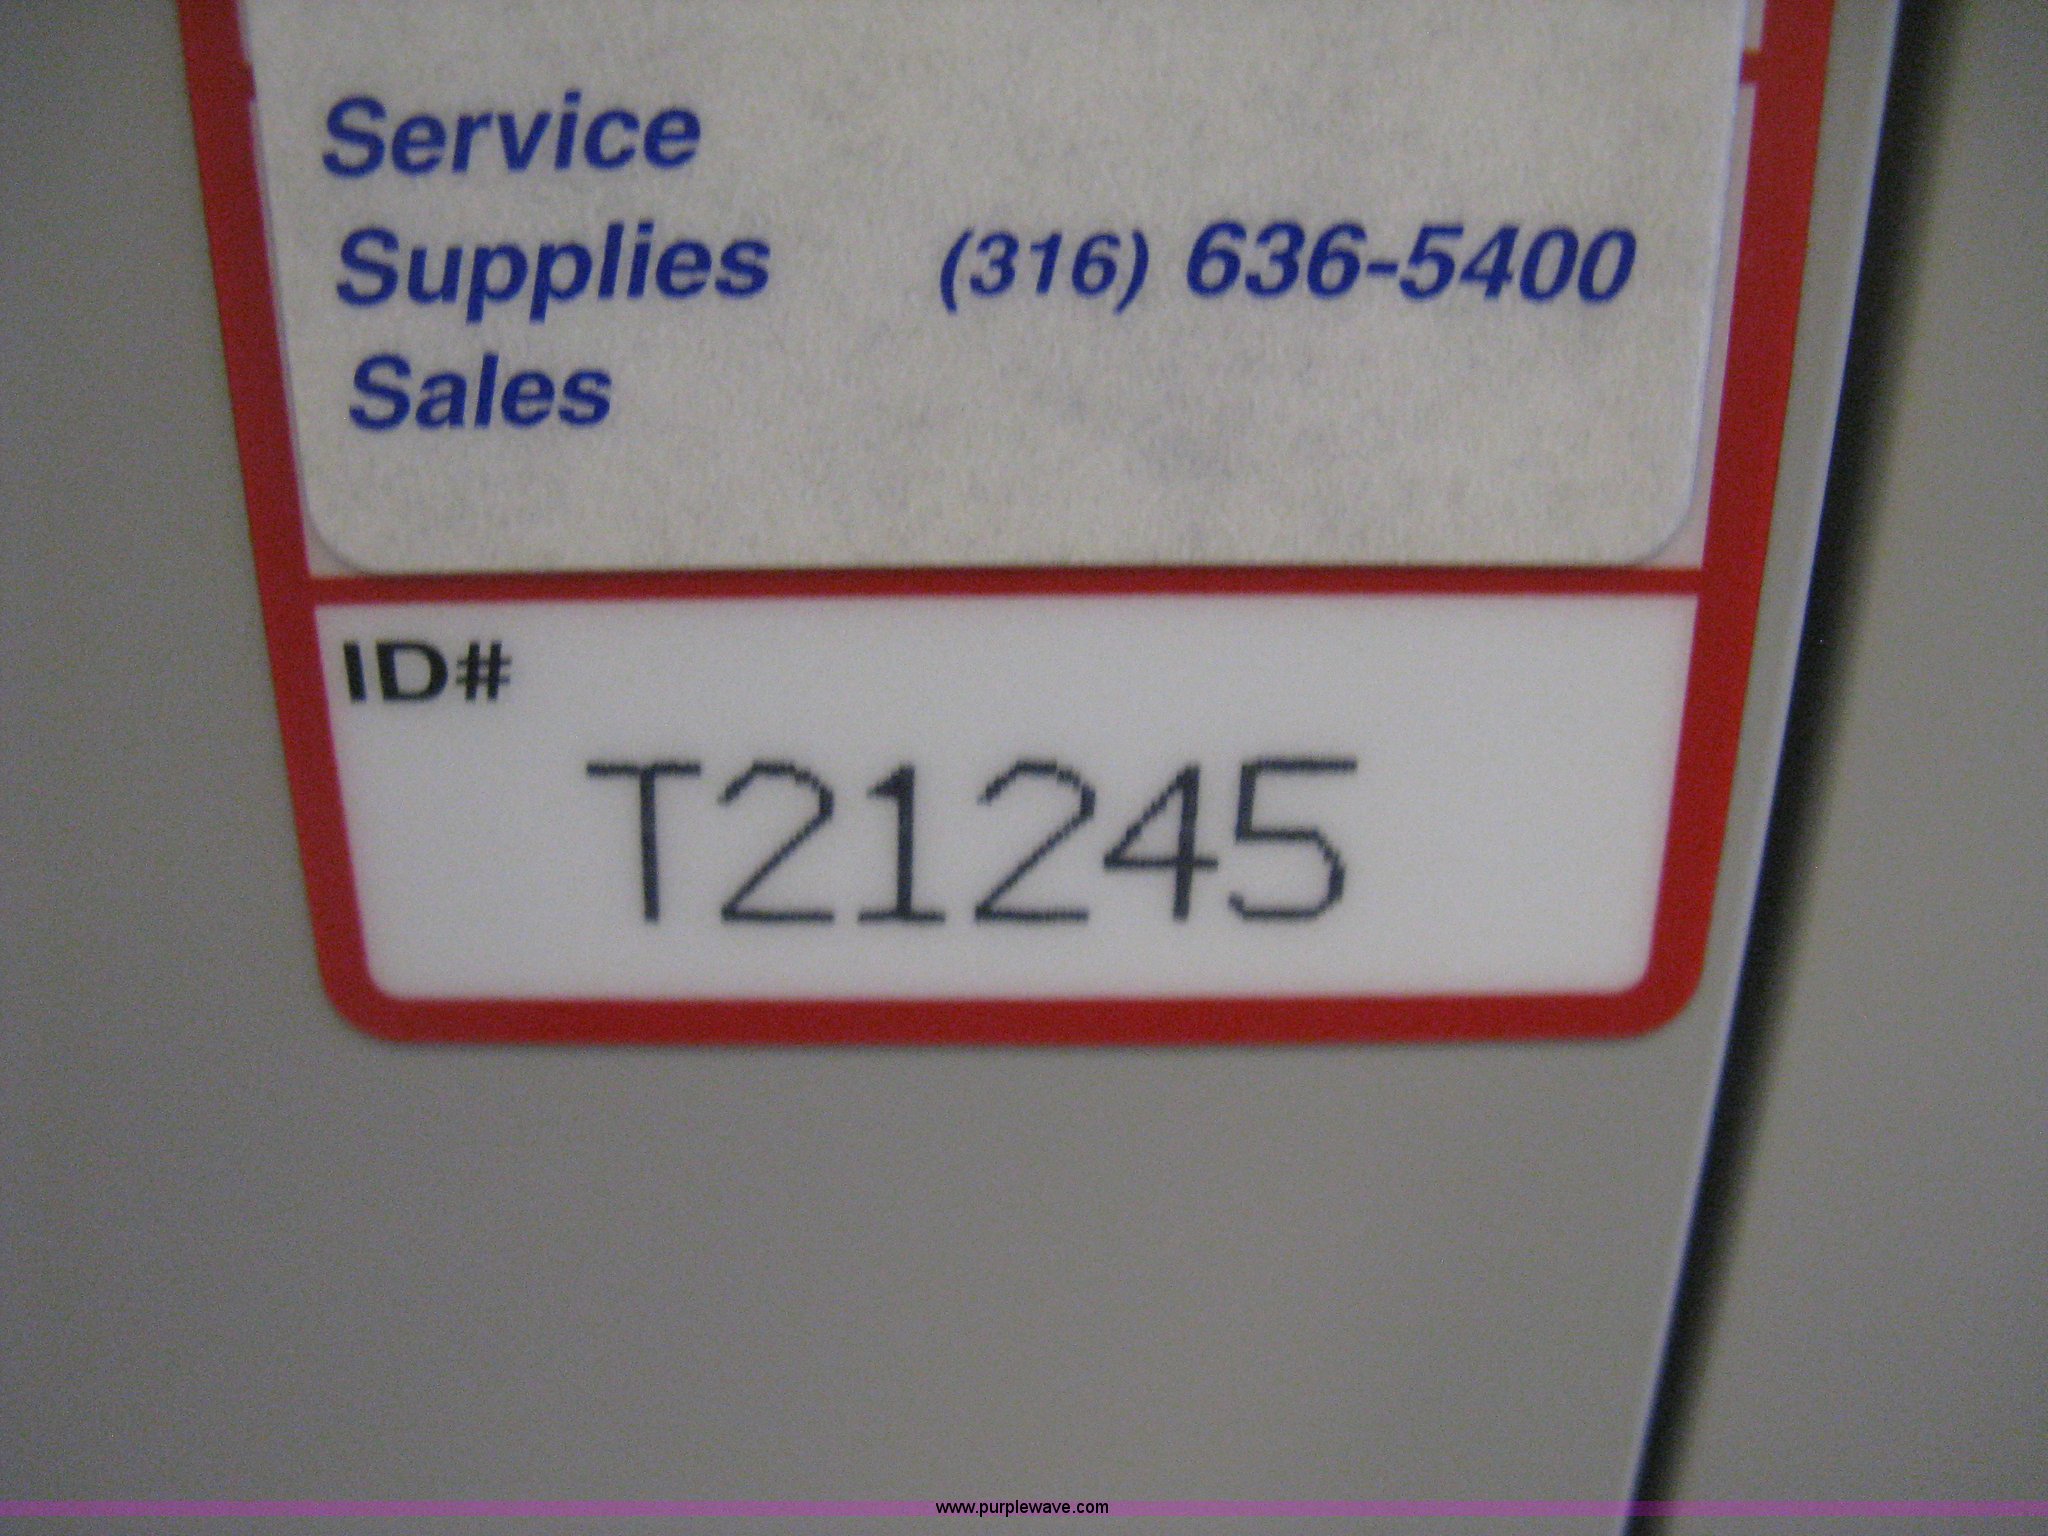 Service
Supplies (316) 636-5400
Sales
ID#
T21245
www.purplewave.com